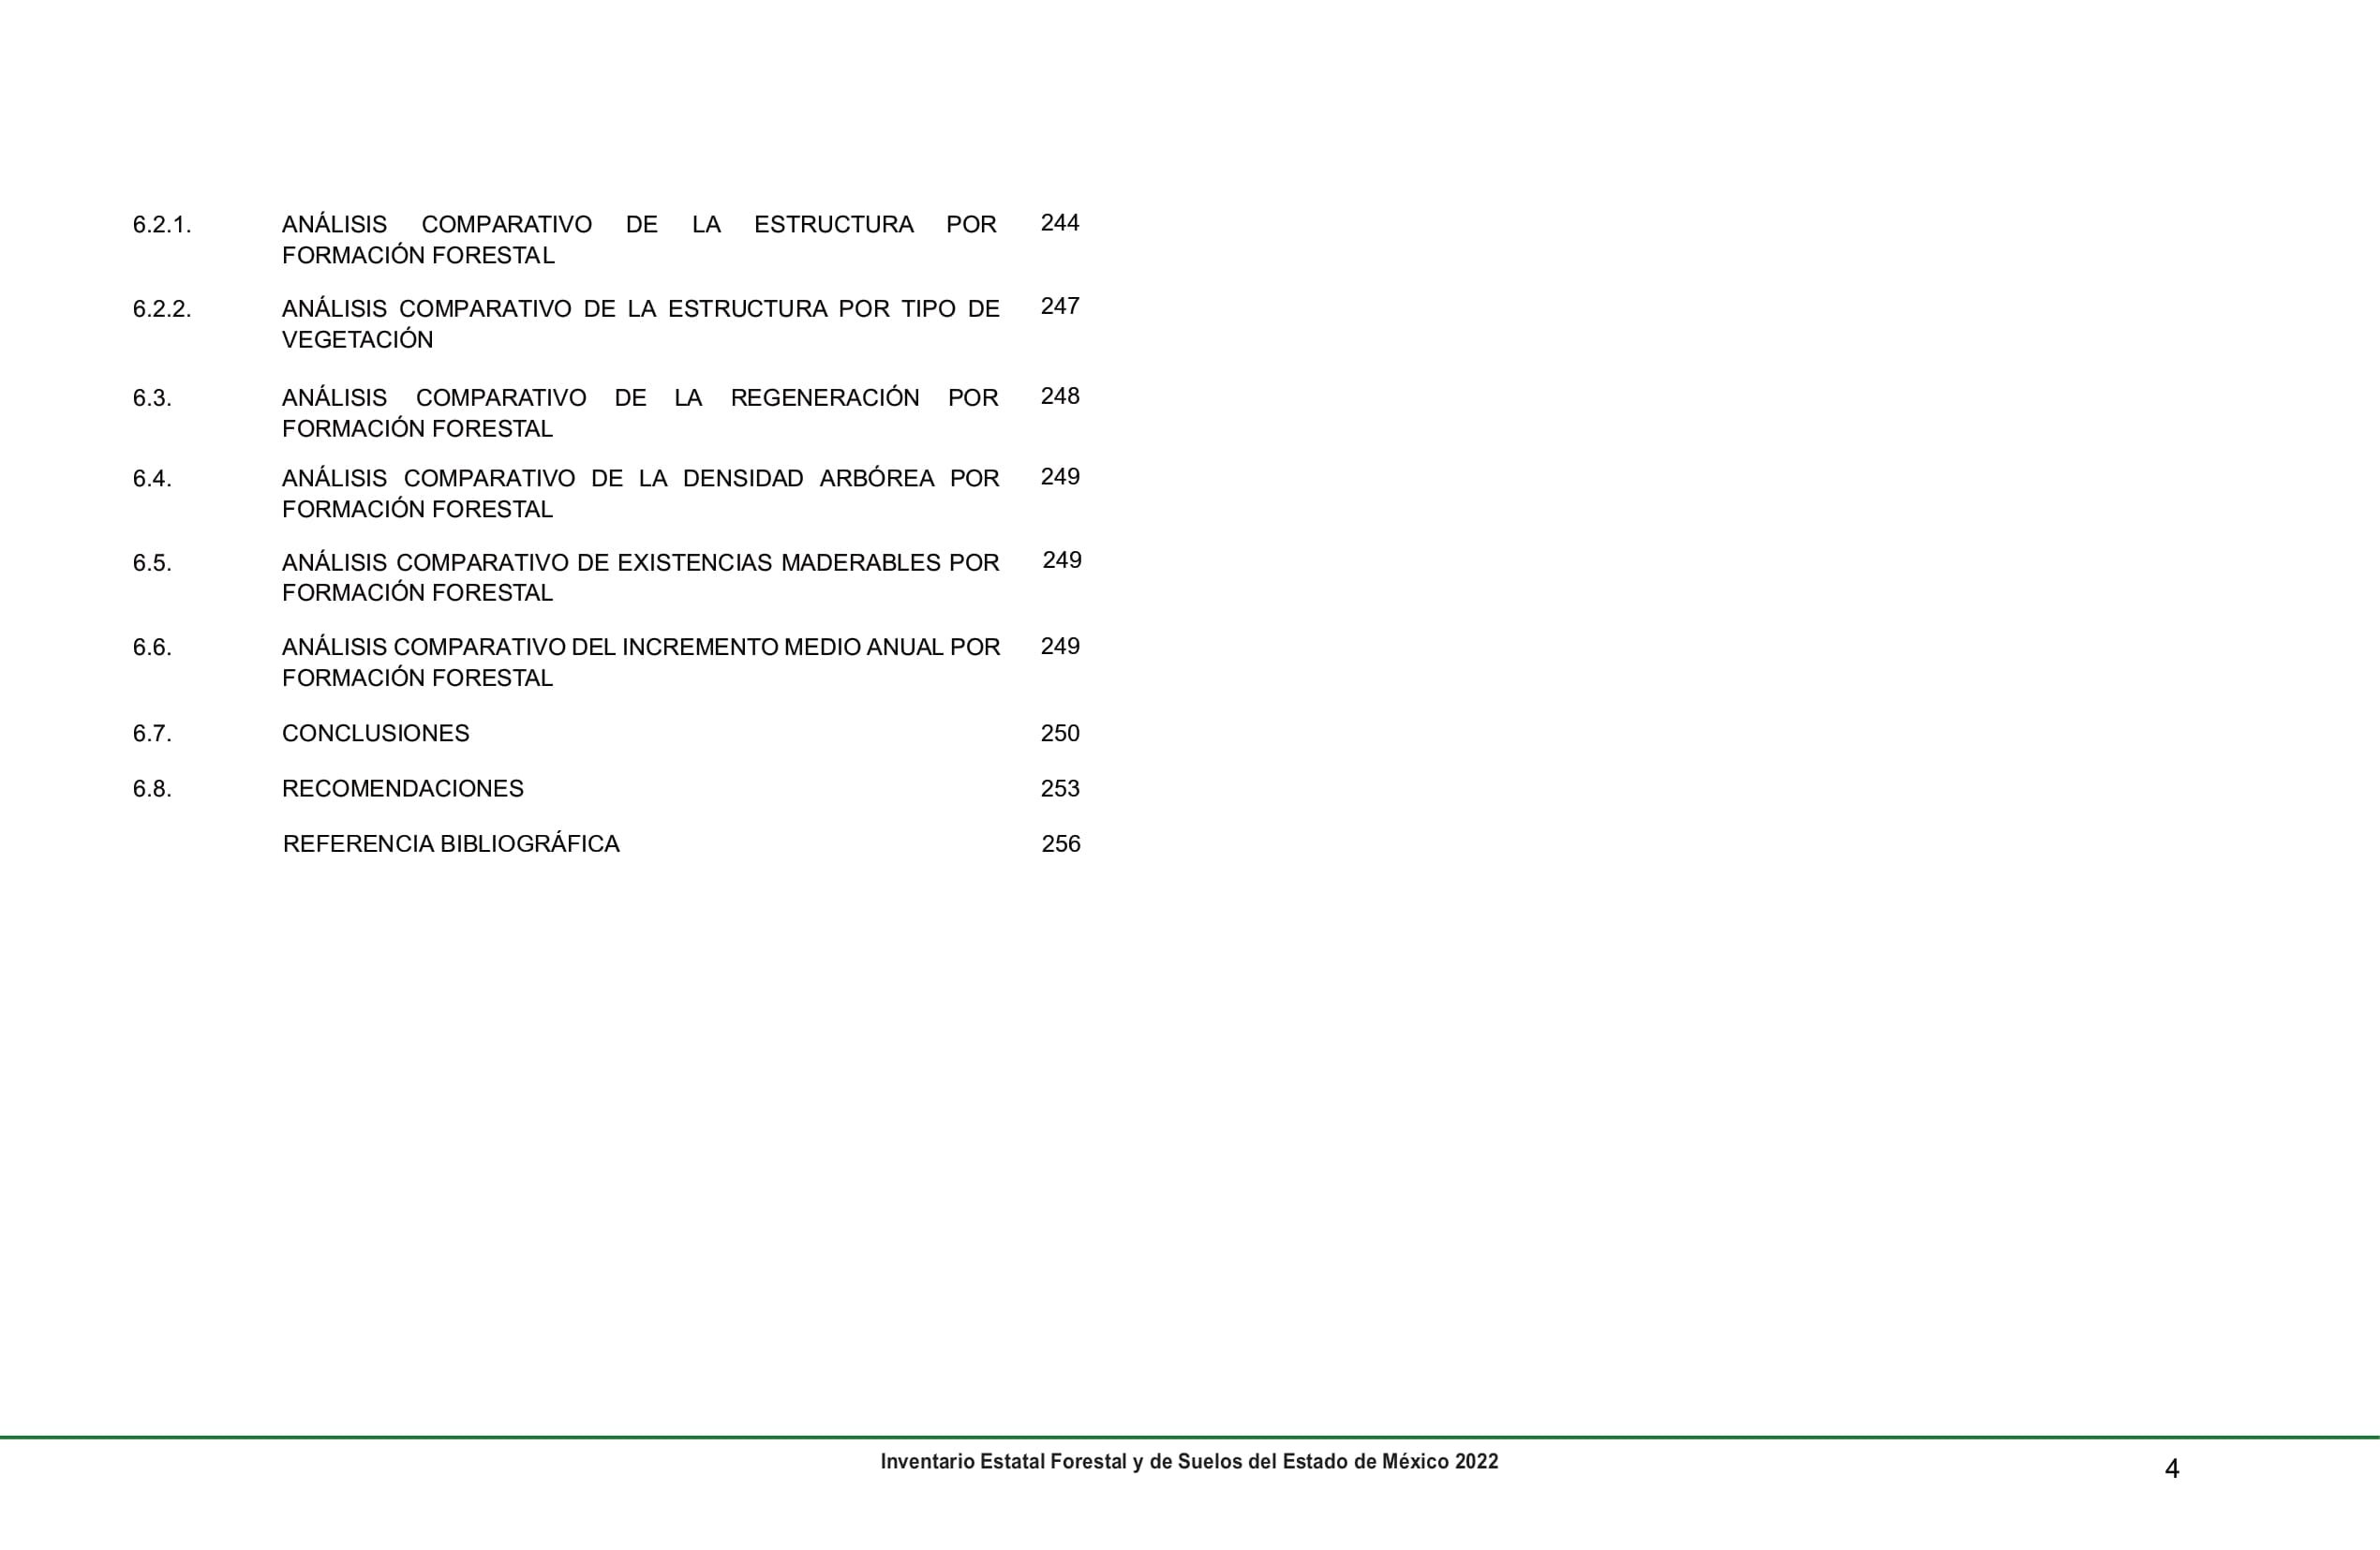 6.2.1. ANÁLISIS COMPARATIVO DE LA ESTRUCTURA POR 244
FORMACIÓN FORESTAL
6.2.2. ANÁLISIS COMPARATIVO DE LA ESTRUCTURA POR TIPO DE 247
VEGETACIÓN
6.3. ANÁLISIS COMPARATIVO DE LA REGENERACIÓN POR 248
FORMACIÓN FORESTAL
6.4. ANÁLISIS COMPARATIVO DE LA DENSIDAD ARBÓREA POR 249
FORMACIÓN FORESTAL
6.5. ANÁLISIS COMPARATIVO DE EXISTENCIAS MADERABLES POR 249
FORMACIÓN FORESTAL
6.6. ANÁLISIS COMPARATIVO DEL INCREMENTO MEDIO ANUAL POR 249
FORMACIÓN FORESTAL
6.7. CONCLUSIONES 250
6.8. RECOMENDACIONES 253
REFERENCIA BIBLIOGRÁFICA 256
Inventario Estatal Forestal y de Suelos del Estado de México 2022
4